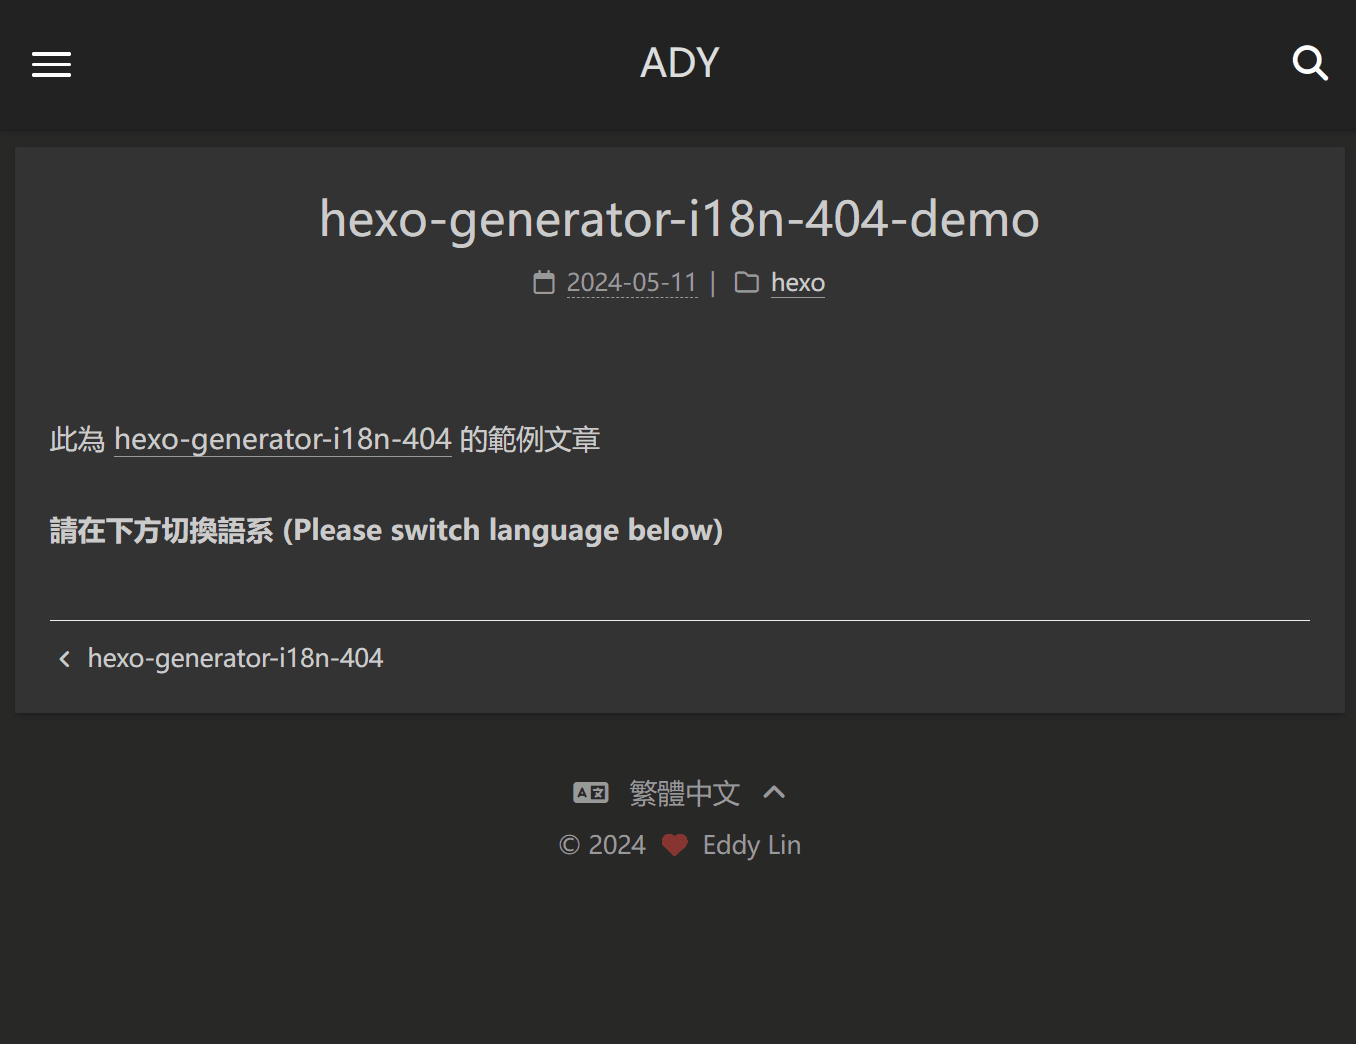 ADY
hexo-generator-i18n-404-demo
2024-05-11 | hexo
此為 hexo-generator-i18n-404 的範例文章
請在下方切換語系 (Please switch language below)
hexo-generator-i18n-404
繁體中文
© 2024 Eddy Lin